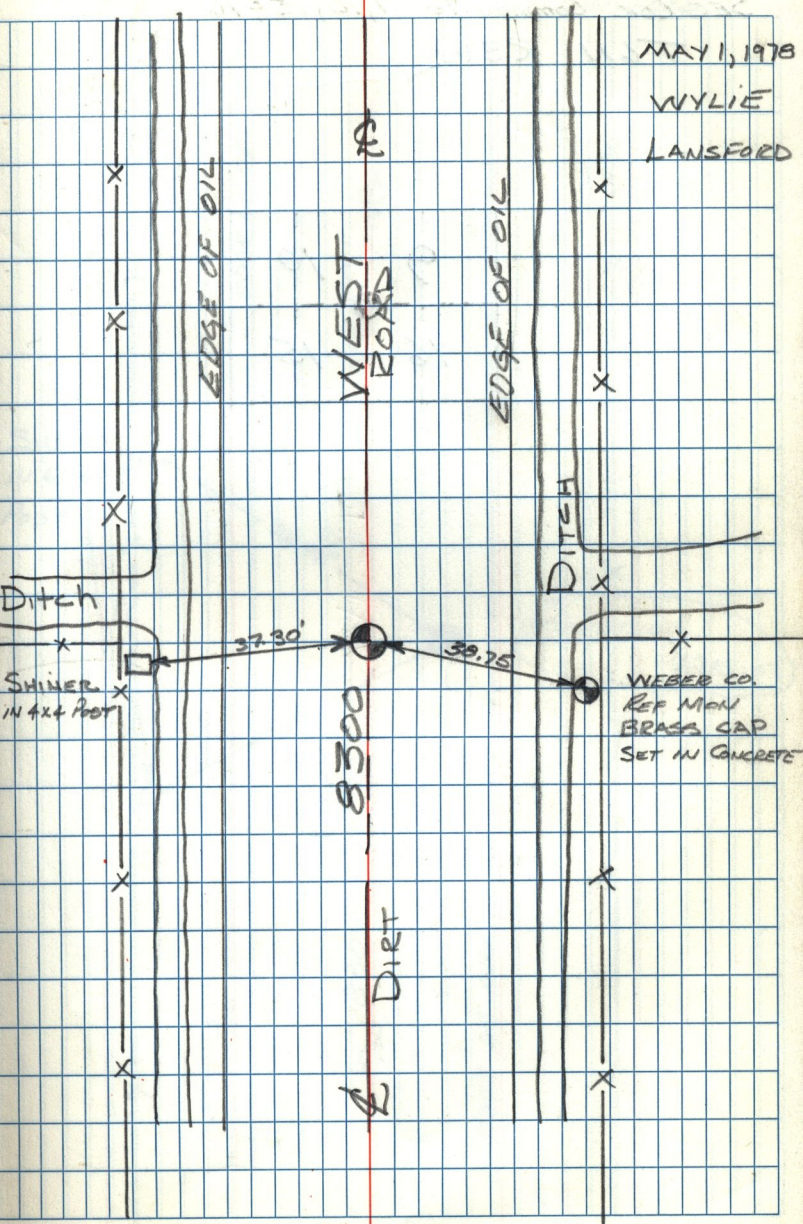 MAY 1, 1978
WYLIE
LANSFORD
℄
EDGE OF OIL
WEST
ROAD
EDGE OF OIL
DITCH
Ditch
37.30'
38.75
SHINER
IN 4X4 POST
WEBER CO.
REF MON
BRASS CAP
SET IN CONCRETE
8300
DIRT
℄